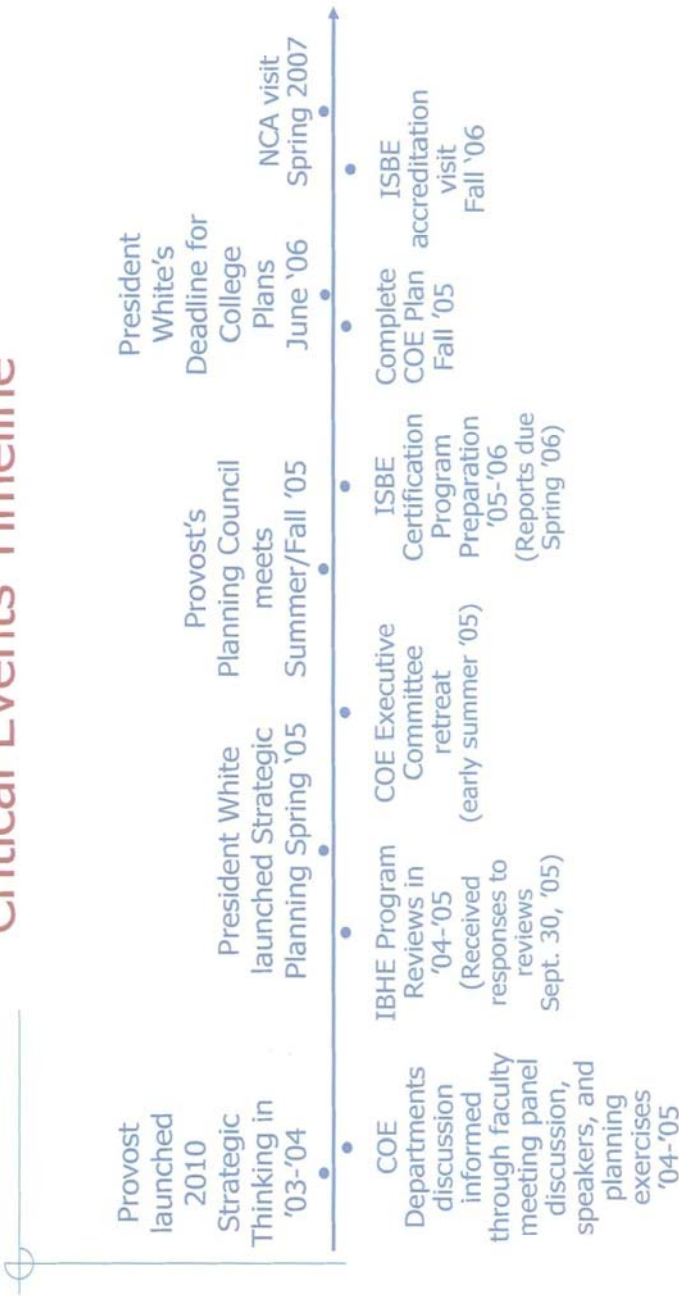 Critical Events Timeline
Provost
launched
2010
Strategic
Thinking in
'03-'04
President White
launched Strategic
Planning Spring '05
Provost's
Planning Council
meets
Summer/Fall '05
President
White's
Deadline for
College
Plans
June '06
NCA visit
Spring 2007
COE
Departments
discussion
informed
through faculty
meeting panel
discussion,
speakers, and
planning
exercises
'04-'05
IBHE Program
Reviews in
'04-'05
(Received
responses to
reviews
Sept. 30, '05)
COE Executive
Committee
retreat
(early summer '05)
ISBE
Certification
Program
Preparation
'05-'06
(Reports due
Spring '06)
Complete
COE Plan
Fall '05
ISBE
accreditation
visit
Fall '06